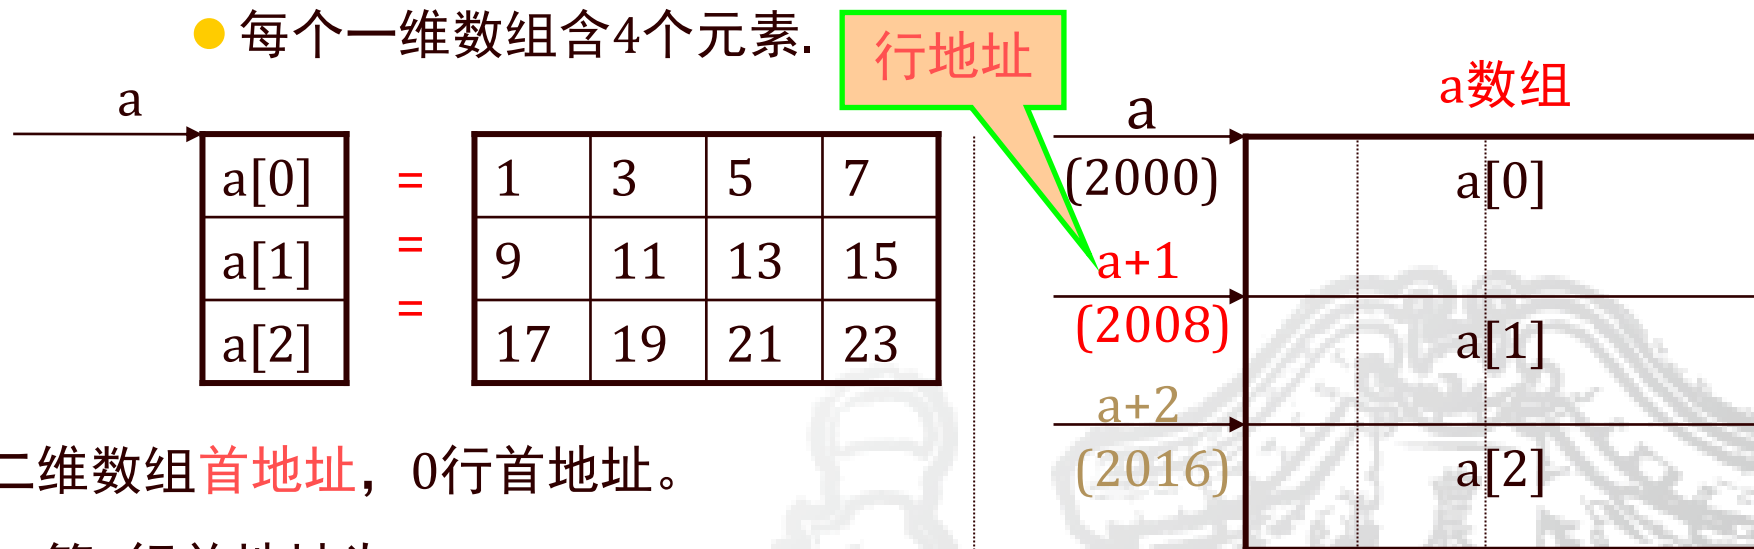 每个一维数组含4个元素.
行地址
a数组
a
a
a[0] = 1 3 5 7
(2000)
a[0]
a[1] = 9 11 13 15
a+1
a[2] = 17 19 21 23
(2008)
a[1]
a+2
二维数组首地址，0行首地址。
(2016)
a[2]